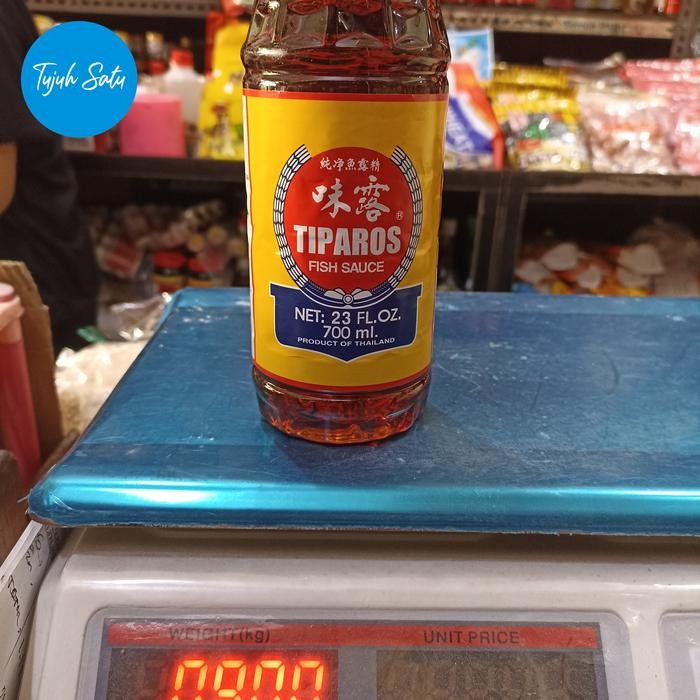 Tujuh Satu
純净魚露精
味露
®
TIPAROS
FISH SAUCE
NET: 23 FL.OZ.
700 ml.
PRODUCT OF THAILAND
WEIGHT(kg)
UNIT PRICE